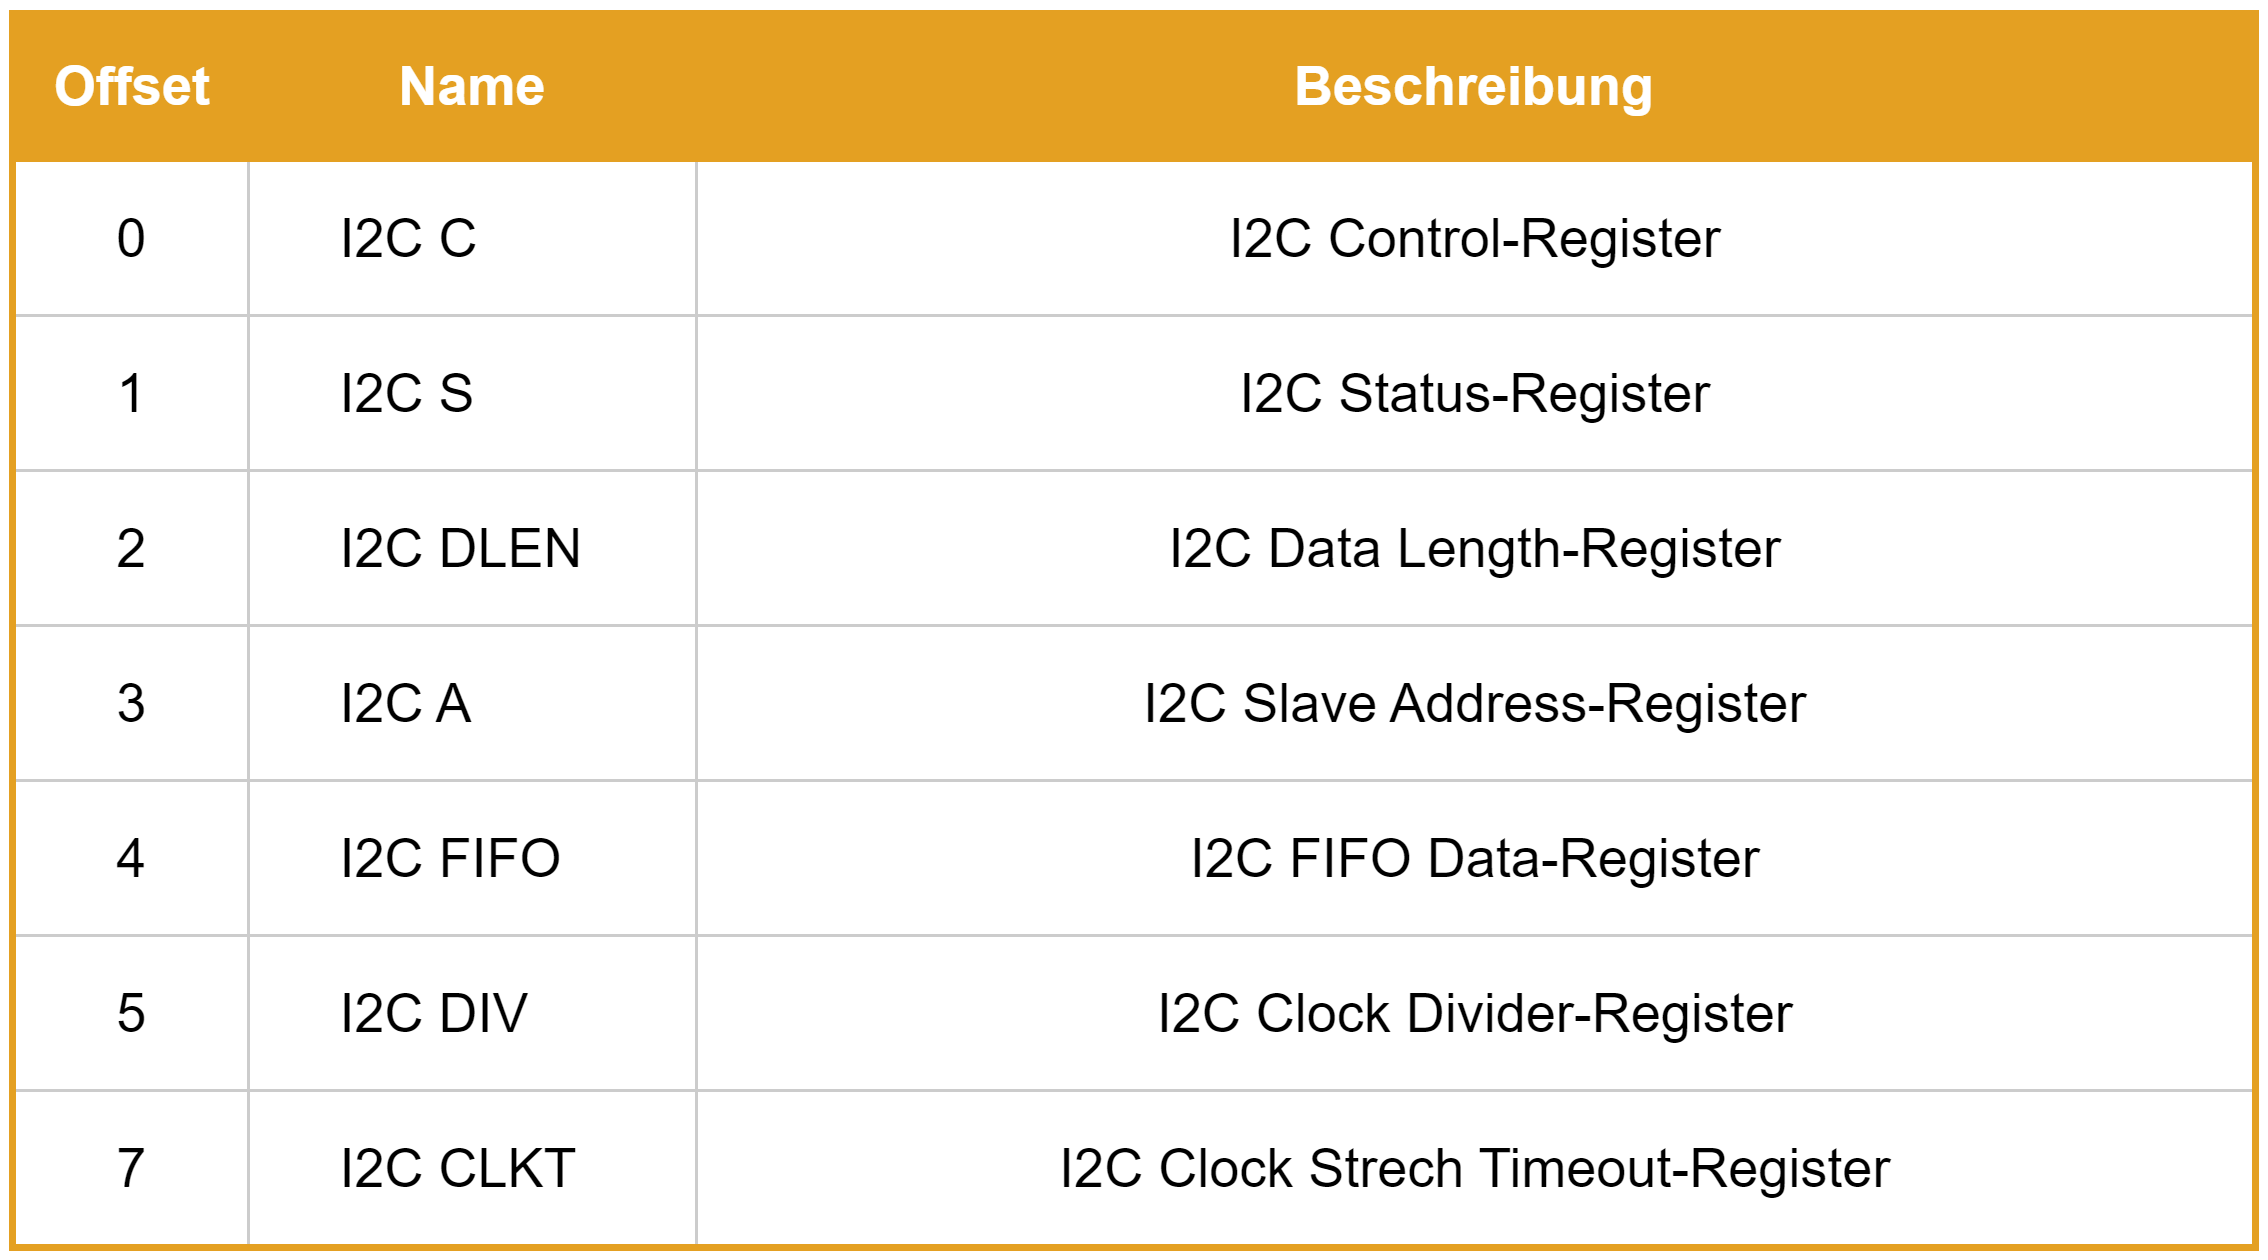 Offset Name Beschreibung
0 I2C C I2C Control-Register
1 I2C S I2C Status-Register
2 I2C DLEN I2C Data Length-Register
3 I2C A I2C Slave Address-Register
4 I2C FIFO I2C FIFO Data-Register
5 I2C DIV I2C Clock Divider-Register
7 I2C CLKT I2C Clock Strech Timeout-Register